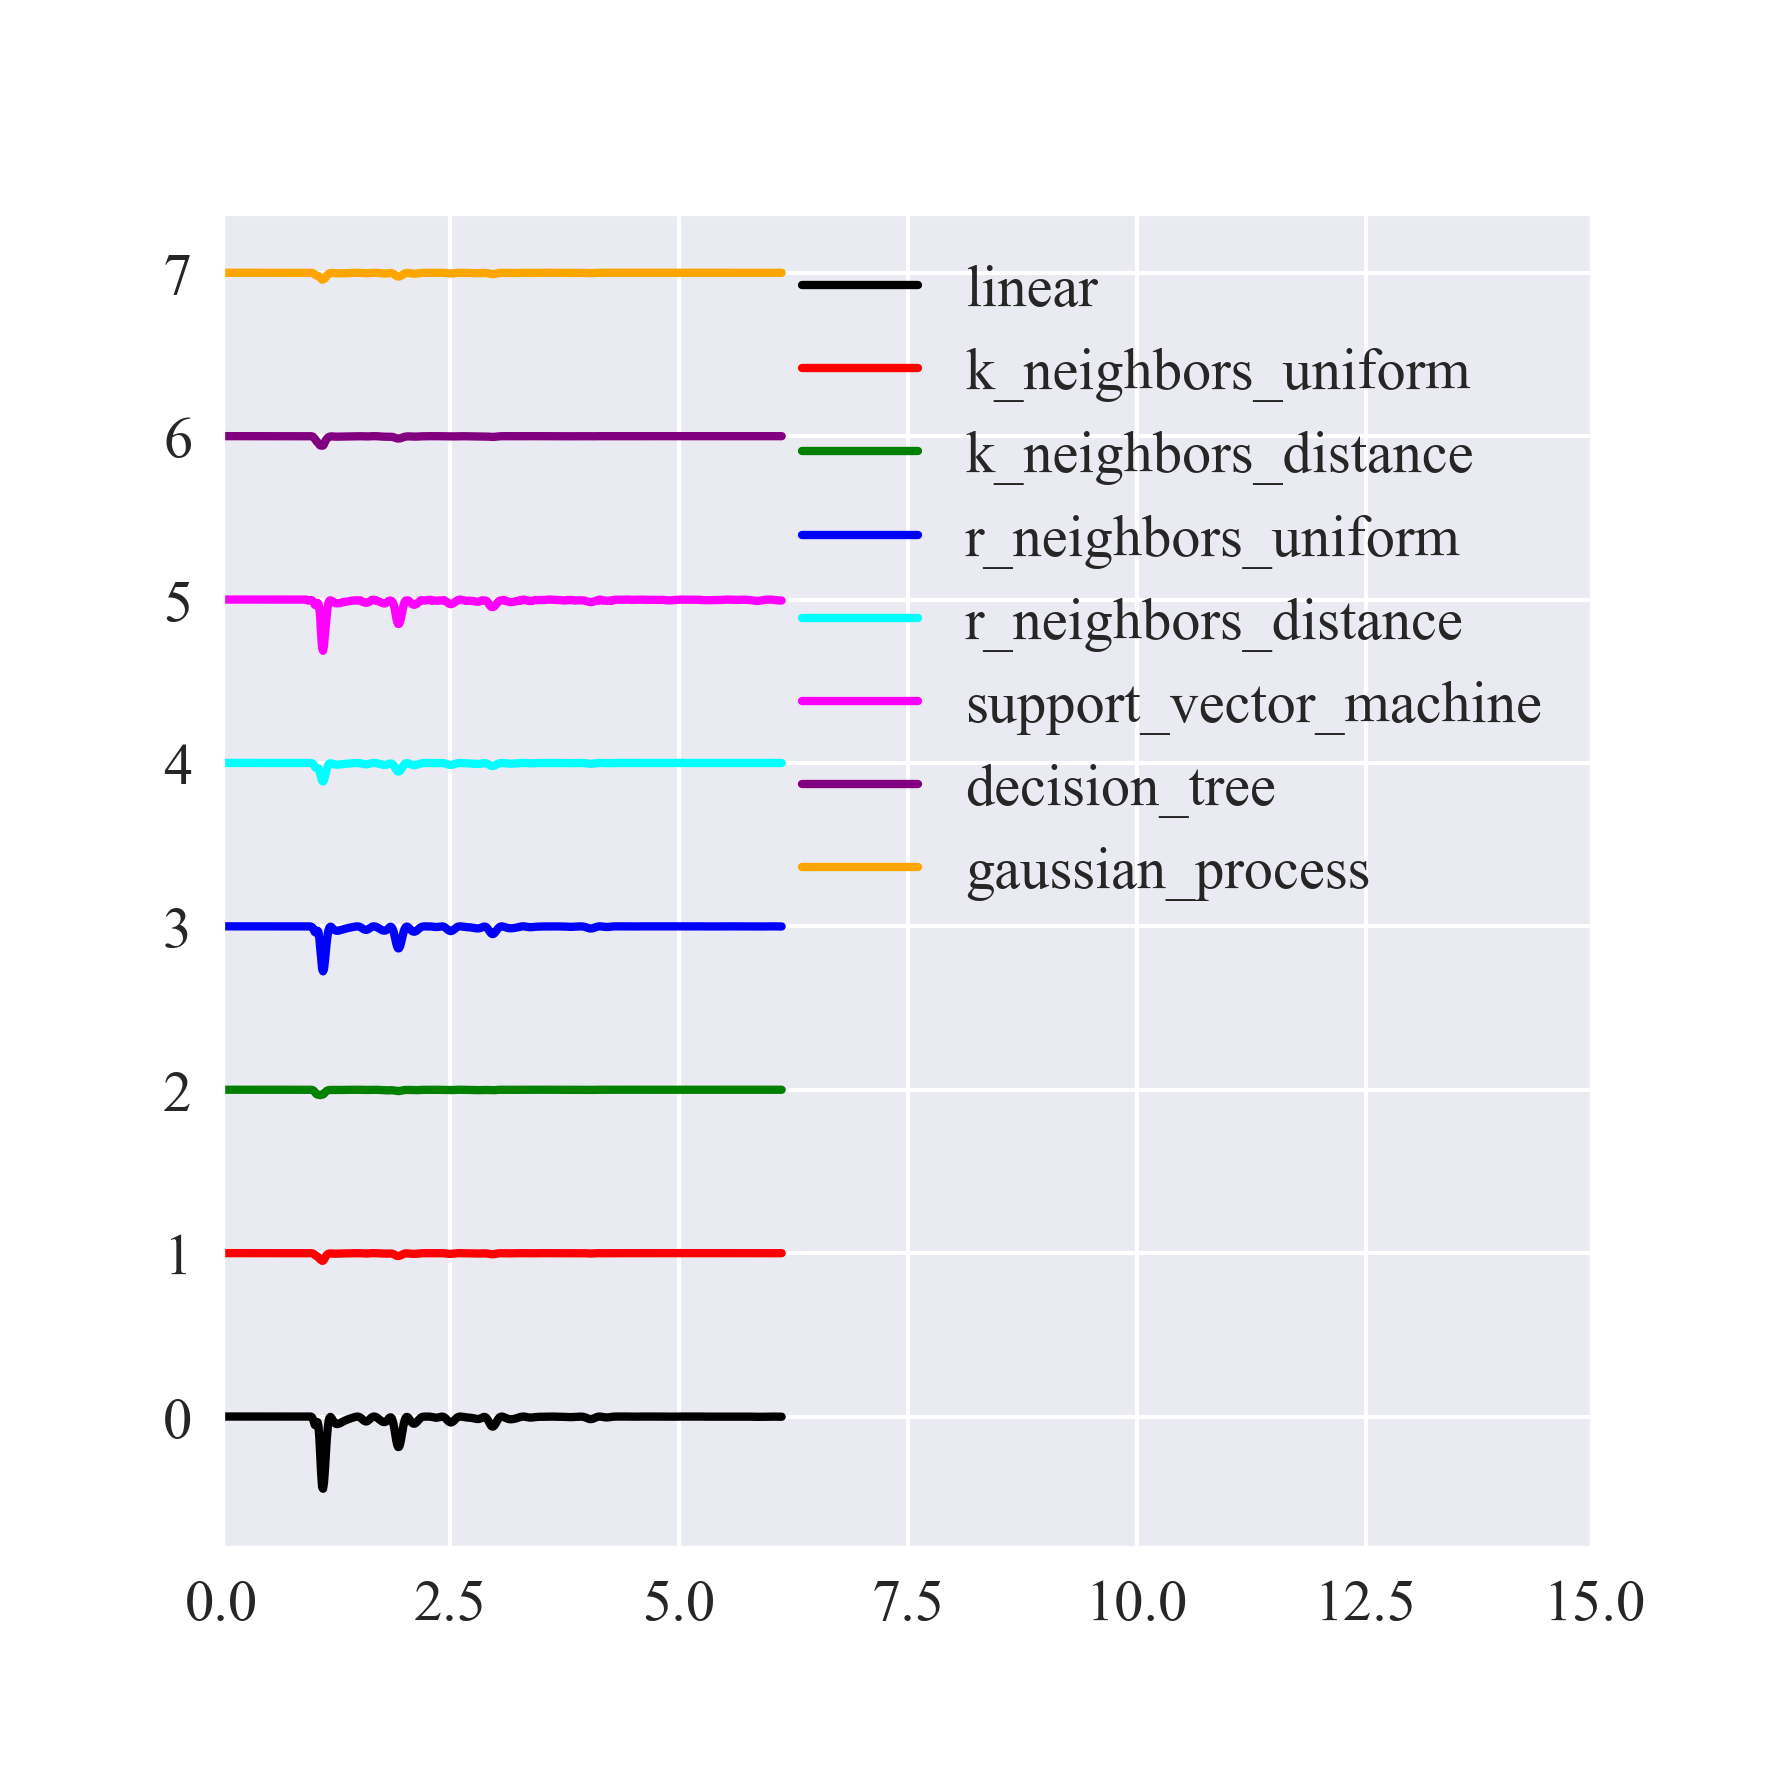 7
6
5
4
3
2
1
0
linear
k_neighbors_uniform
k_neighbors_distance
r_neighbors_uniform
r_neighbors_distance
support_vector_machine
decision_tree
gaussian_process
0.0 2.5 5.0 7.5 10.0 12.5 15.0